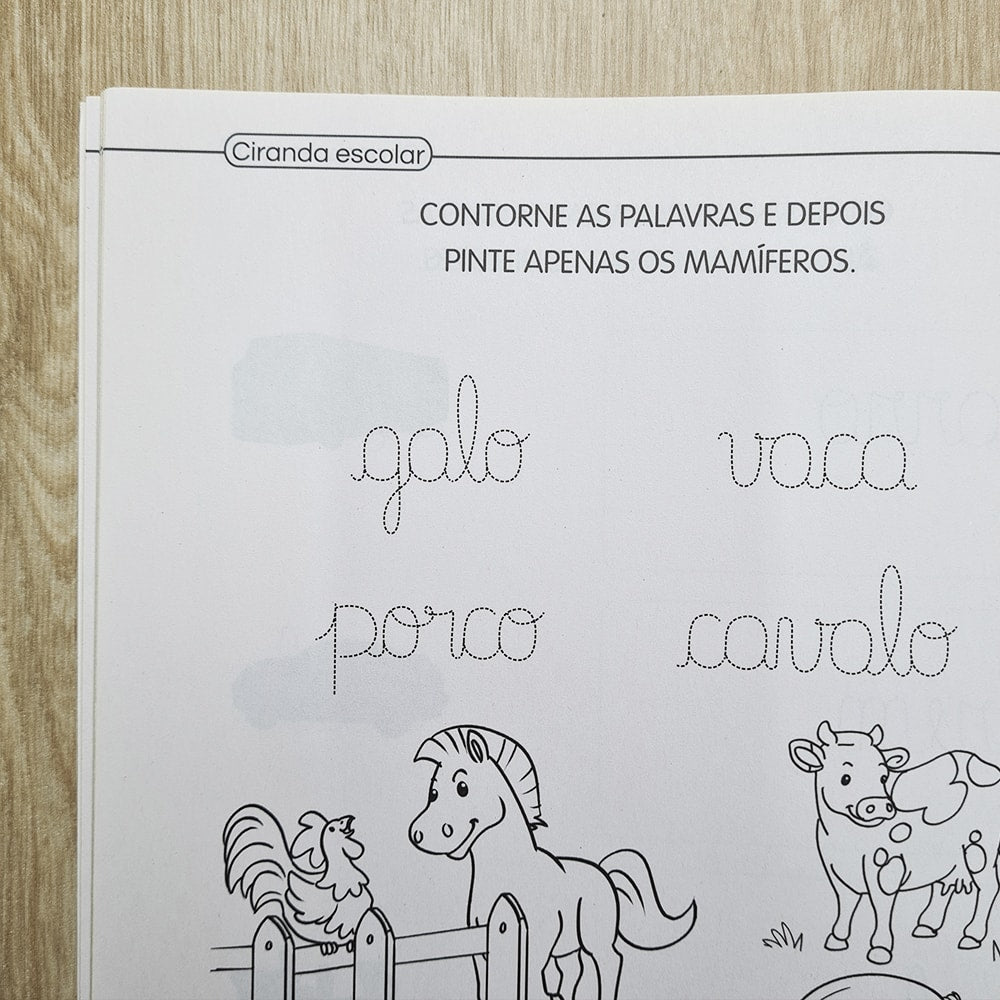 Ciranda escolar
CONTORNE AS PALAVRAS E DEPOIS
PINTE APENAS OS MAMÍFEROS.
galo vaca
porco cavalo